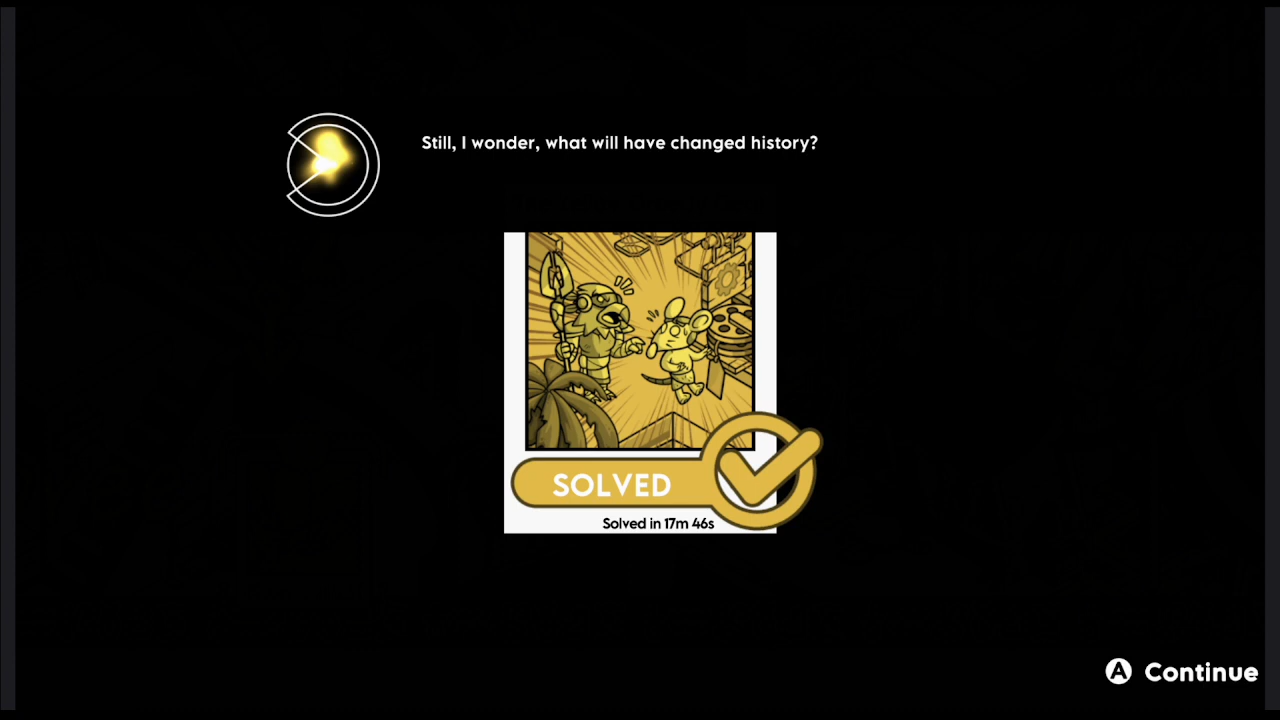 Still, I wonder, what will have changed history?
SOLVED
Solved in 17m 46s
A Continue